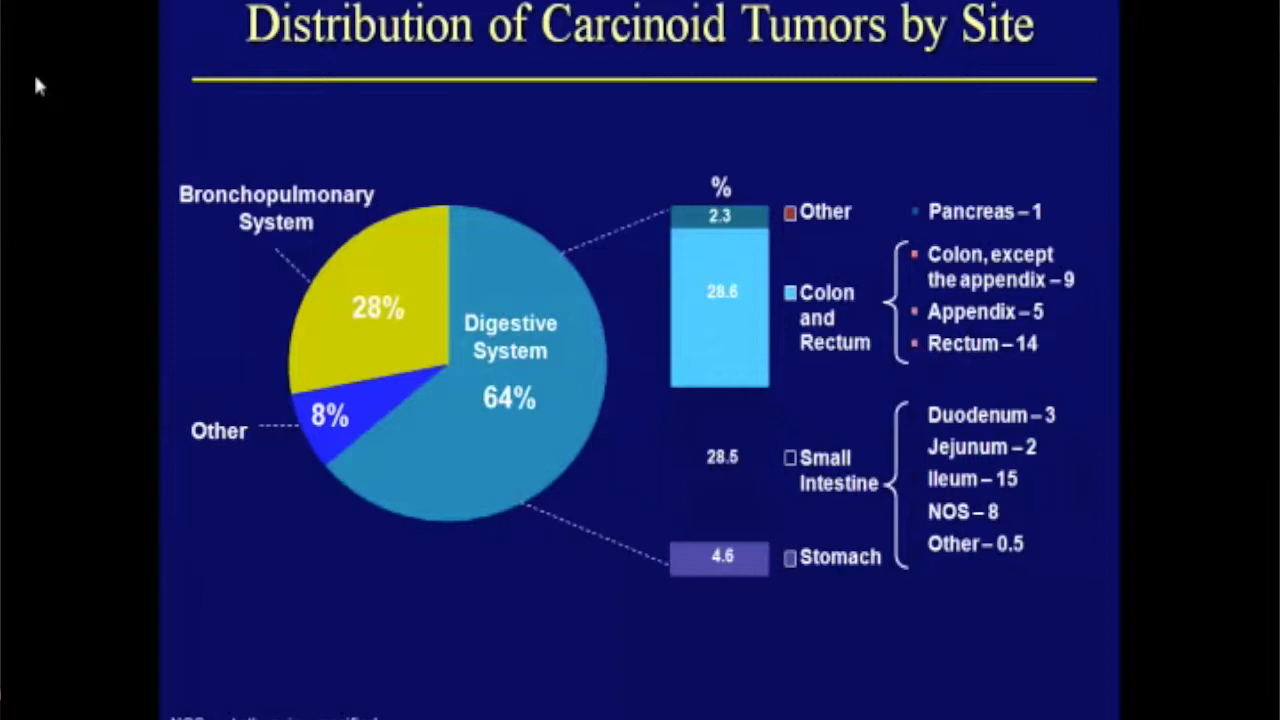 Distribution of Carcinoid Tumors by Site
Bronchopulmonary
System
28%
Digestive
System
64%
8%
Other
%
2.3
28.6
28.5
4.6
Other
Colon
and
Rectum
Small
Intestine
Stomach
Pancreas – 1
Colon, except
the appendix – 9
Appendix – 5
Rectum – 14
Duodenum – 3
Jejunum – 2
Ileum – 15
NOS – 8
Other – 0.5